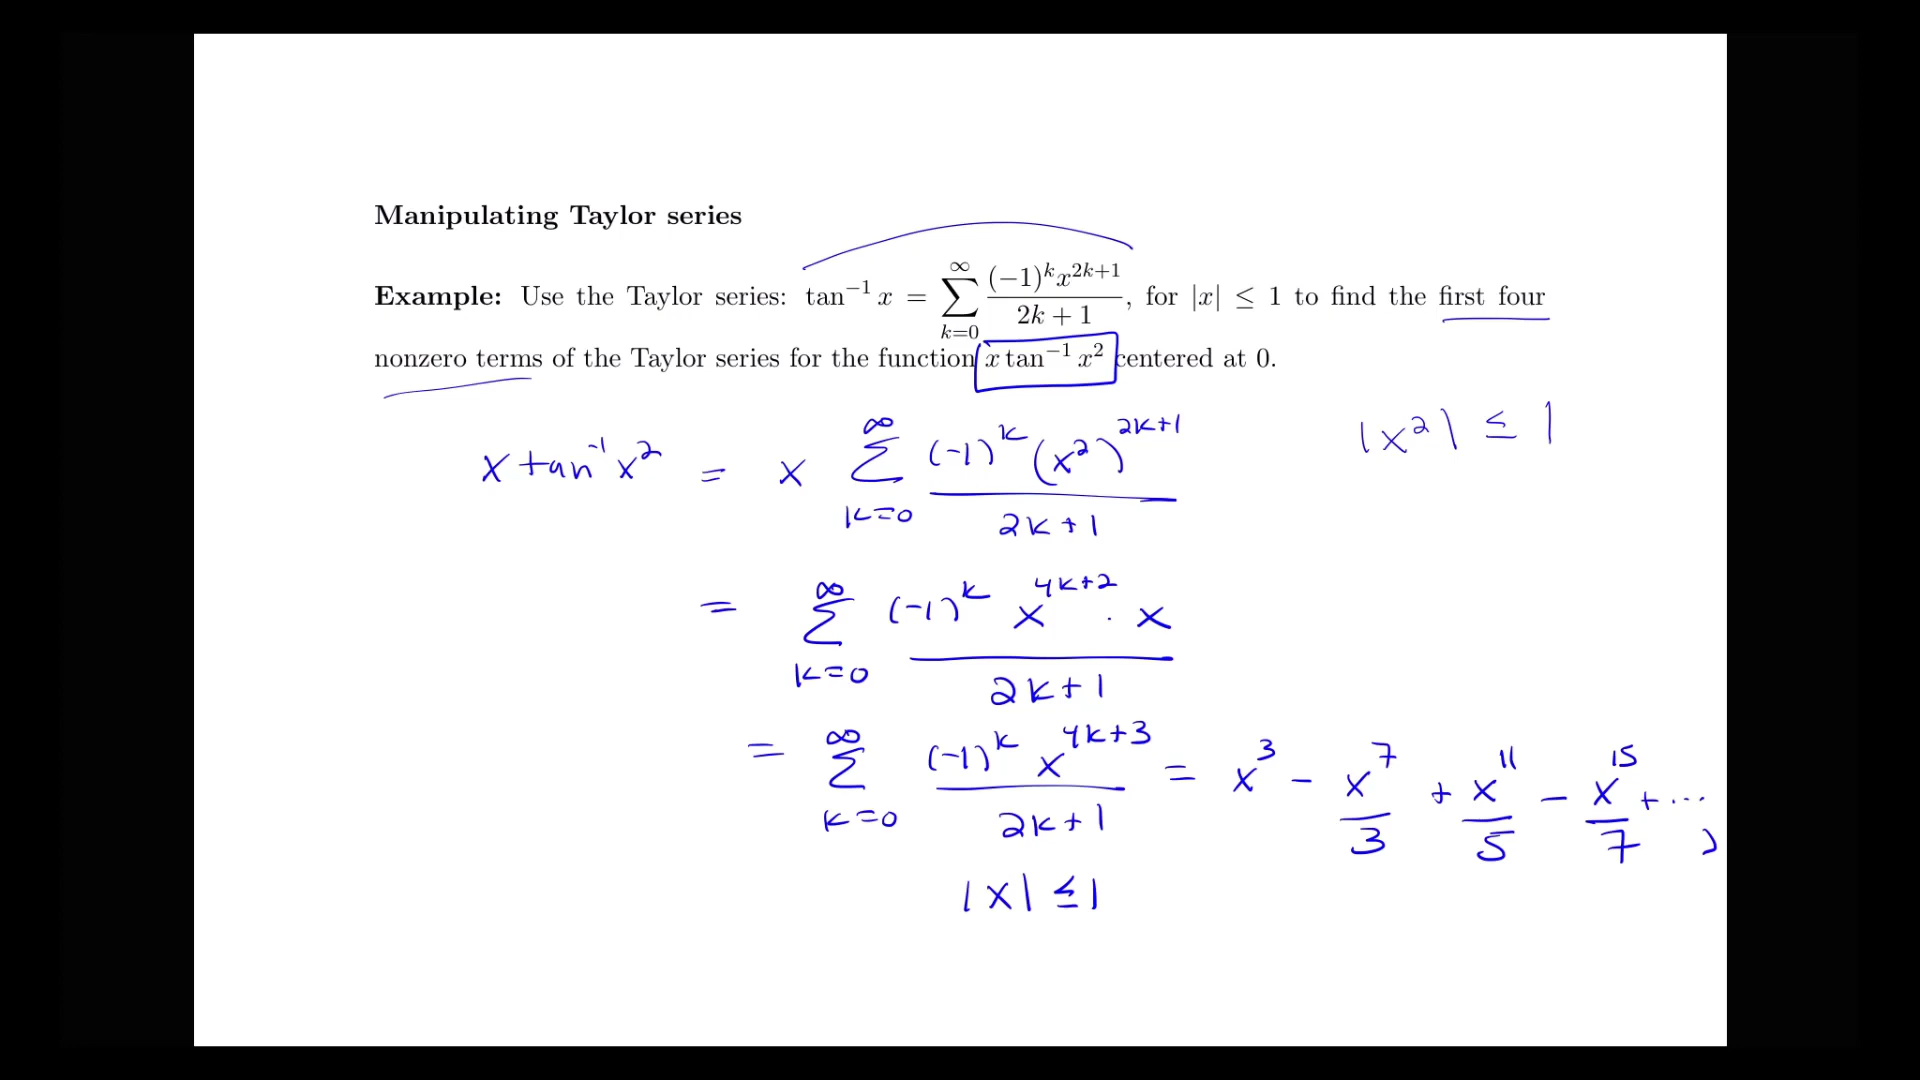 Manipulating Taylor series
Example: Use the Taylor series: tan⁻¹ x = ∑_{k=0}^{∞} (−1)^k x^{2k+1} / (2k + 1), for |x| ≤ 1 to find the first four
nonzero terms of the Taylor series for the function x tan⁻¹ x² centered at 0.
x tan⁻¹ x² = x ∑_{k=0}^{∞} (−1)^k (x²)^{2k+1} / (2k+1)    |x²| ≤ 1
= ∑_{k=0}^{∞} (−1)^k x^{4k+2} · x / (2k+1)
= ∑_{k=0}^{∞} (−1)^k x^{4k+3} / (2k+1) = x³ − x⁷/3 + x¹¹/5 − x¹⁵/7 + ⋯ ,
|x| ≤ 1